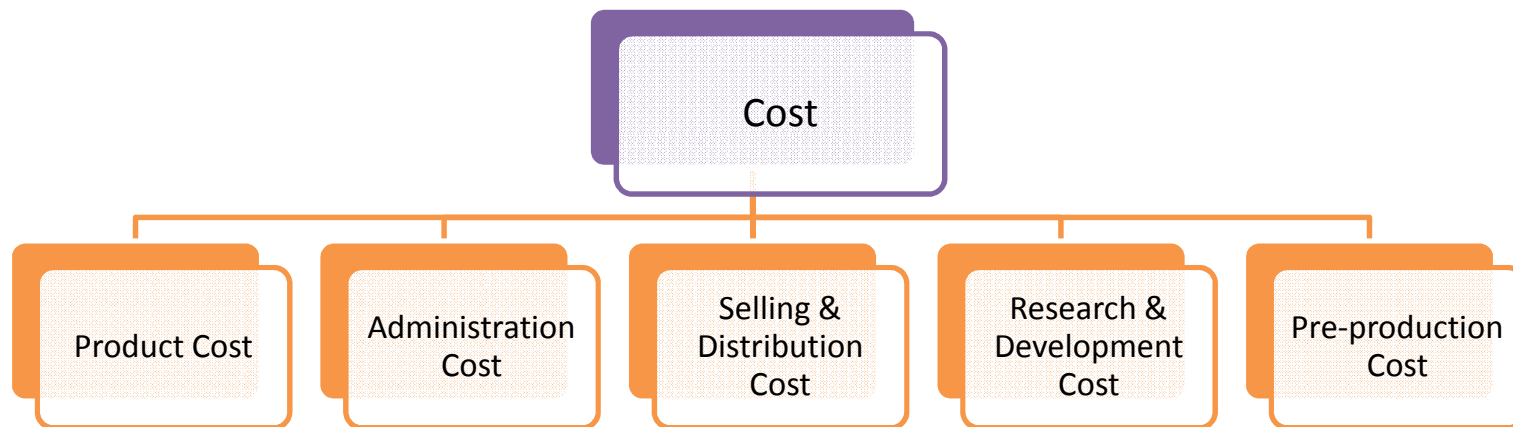 Cost
Product Cost
Administration
Cost
Selling &
Distribution
Cost
Research &
Development
Cost
Pre-production
Cost